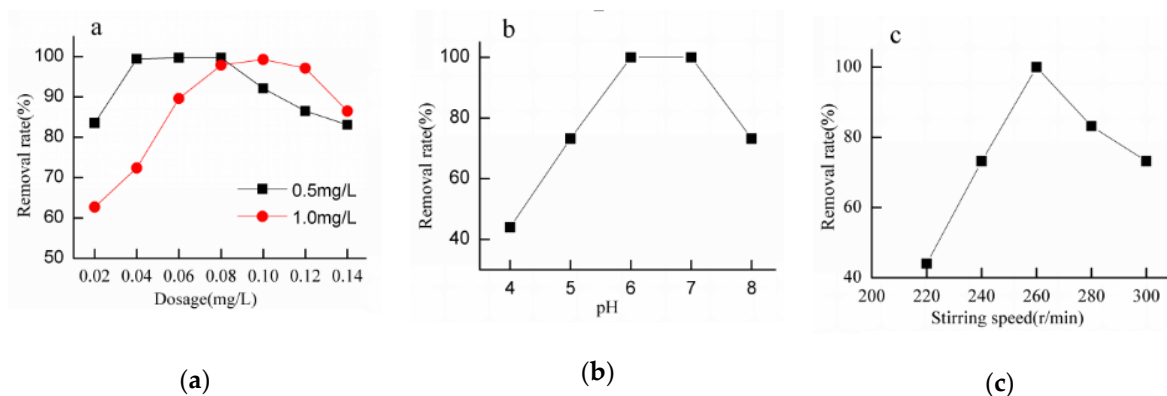 a
100
90
80
70
60
50
Removal rate(%)
0.5mg/L
1.0mg/L
0.02 0.04 0.06 0.08 0.10 0.12 0.14
Dosage(mg/L)
(a)
b
100
80
60
40
Removal rate(%)
4 5 6 7 8
pH
(b)
c
100
80
60
40
Removal rate(%)
200 220 240 260 280 300
Stirring speed(r/min)
(c)